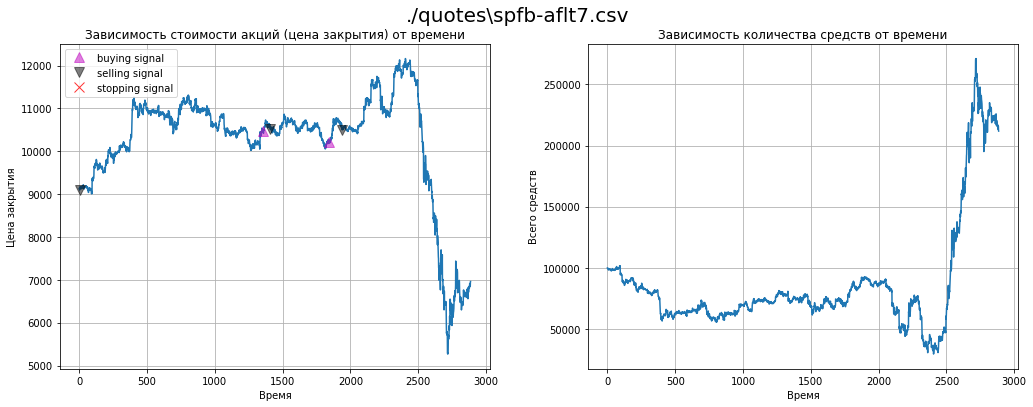 ./quotes\spfb-aflt7.csv
Зависимость стоимости акций (цена закрытия) от времени
buying signal
selling signal
stopping signal
12000
11000
10000
9000
8000
7000
6000
5000
Цена закрытия
0 500 1000 1500 2000 2500 3000
Время
Зависимость количества средств от времени
250000
200000
150000
100000
50000
Всего средств
0 500 1000 1500 2000 2500 3000
Время